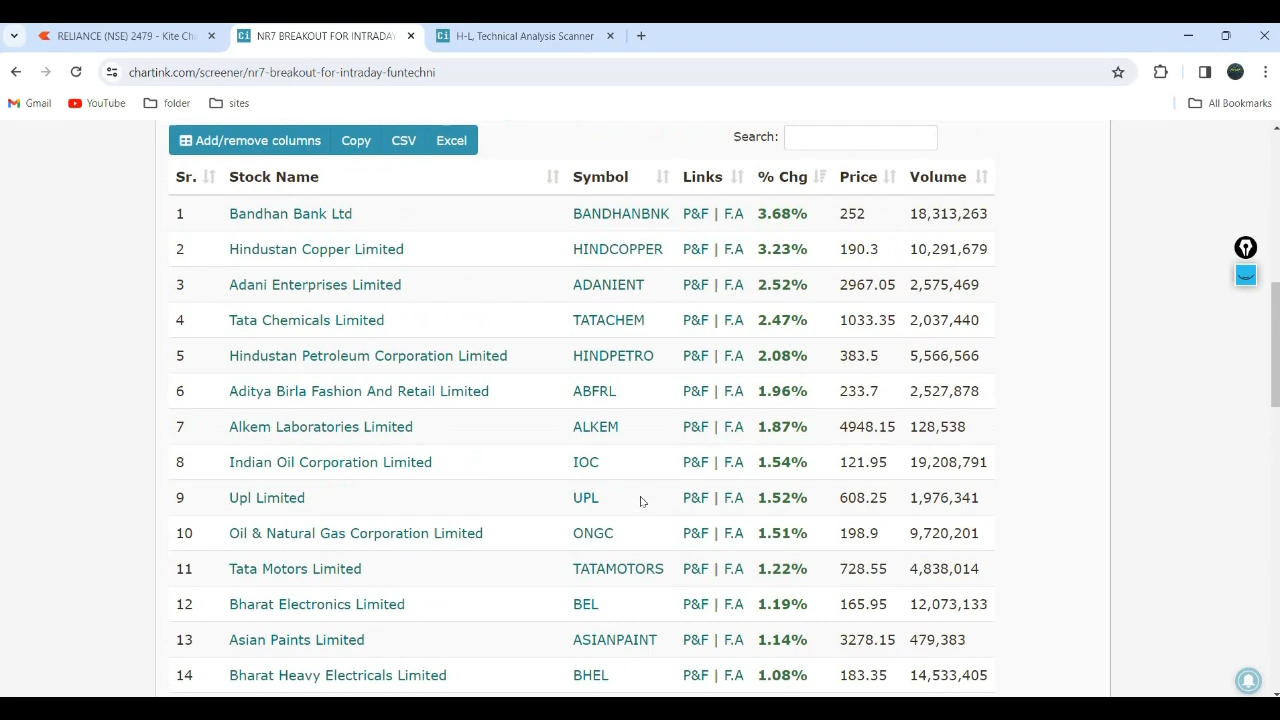 RELIANCE (NSE) 2479 - Kite Cha
NR7 BREAKOUT FOR INTRADAY
H-L, Technical Analysis Scanner
chartink.com/screener/nr7-breakout-for-intraday-funtechni
Gmail YouTube folder sites All Bookmarks
Add/remove columns Copy CSV Excel Search:
Sr. Stock Name Symbol Links % Chg Price Volume
1 Bandhan Bank Ltd BANDHANBNK P&F | F.A 3.68% 252 18,313,263
2 Hindustan Copper Limited HINDCOPPER P&F | F.A 3.23% 190.3 10,291,679
3 Adani Enterprises Limited ADANIENT P&F | F.A 2.52% 2967.05 2,575,469
4 Tata Chemicals Limited TATACHEM P&F | F.A 2.47% 1033.35 2,037,440
5 Hindustan Petroleum Corporation Limited HINDPETRO P&F | F.A 2.08% 383.5 5,566,566
6 Aditya Birla Fashion And Retail Limited ABFRL P&F | F.A 1.96% 233.7 2,527,878
7 Alkem Laboratories Limited ALKEM P&F | F.A 1.87% 4948.15 128,538
8 Indian Oil Corporation Limited IOC P&F | F.A 1.54% 121.95 19,208,791
9 Upl Limited UPL P&F | F.A 1.52% 608.25 1,976,341
10 Oil & Natural Gas Corporation Limited ONGC P&F | F.A 1.51% 198.9 9,720,201
11 Tata Motors Limited TATAMOTORS P&F | F.A 1.22% 728.55 4,838,014
12 Bharat Electronics Limited BEL P&F | F.A 1.19% 165.95 12,073,133
13 Asian Paints Limited ASIANPAINT P&F | F.A 1.14% 3278.15 479,383
14 Bharat Heavy Electricals Limited BHEL P&F | F.A 1.08% 183.35 14,533,405